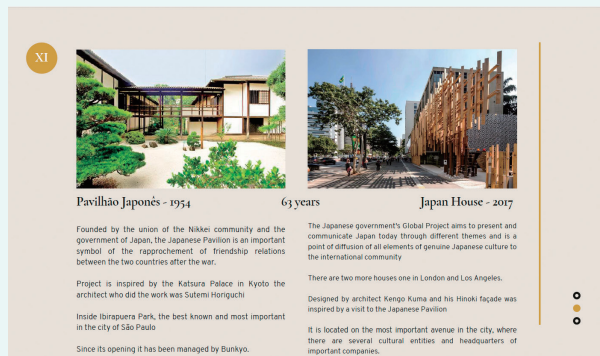 XI
Pavilhão Japonês - 1954
63 years
Japan House - 2017
Founded by the union of the Nikkei community and the
government of Japan, the Japanese Pavilion is an important
symbol of the rapprochement of friendship relations
between the two countries after the war.
Project is inspired by the Katsura Palace in Kyoto the
architect who did the work was Sutemi Horiguchi
Inside Ibirapuera Park, the best known and most important
in the city of São Paulo
Since its opening it has been managed by Bunkyo.
The Japanese government's Global Project aims to present and
communicate Japan today through different themes and is a
point of diffusion of all elements of genuine Japanese culture to
the international community
There are two more houses one in London and Los Angeles.
Designed by architect Kengo Kuma and his Hinoki façade was
inspired by a visit to the Japanese Pavilion
It is located on the most important avenue in the city, where
there are several cultural entities and headquarters of
important companies.